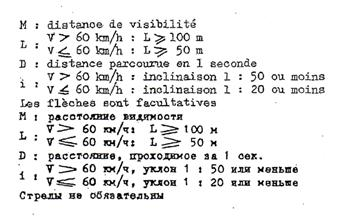 M : distance de visibilité
L : V > 60 km/h : L ⩾ 100 m
V ⩽ 60 km/h : L ⩾ 50 m
D : distance parcourue en 1 seconde
i : V > 60 km/h : inclinaison 1 : 50 ou moins
V ⩽ 60 km/h : inclinaison 1 : 20 ou moins
Les flèches sont facultatives
M : расстояние видимости
L : V > 60 км/ч: L ⩾ 100 м
V ⩽ 60 км/ч: L ⩾ 50 м
D : расстояние, проходимое за 1 сек.
i : V > 60 км/ч, уклон 1 : 50 или меньше
V ⩽ 60 км/ч, уклон 1 : 20 или меньше
Стрелы не обязательны